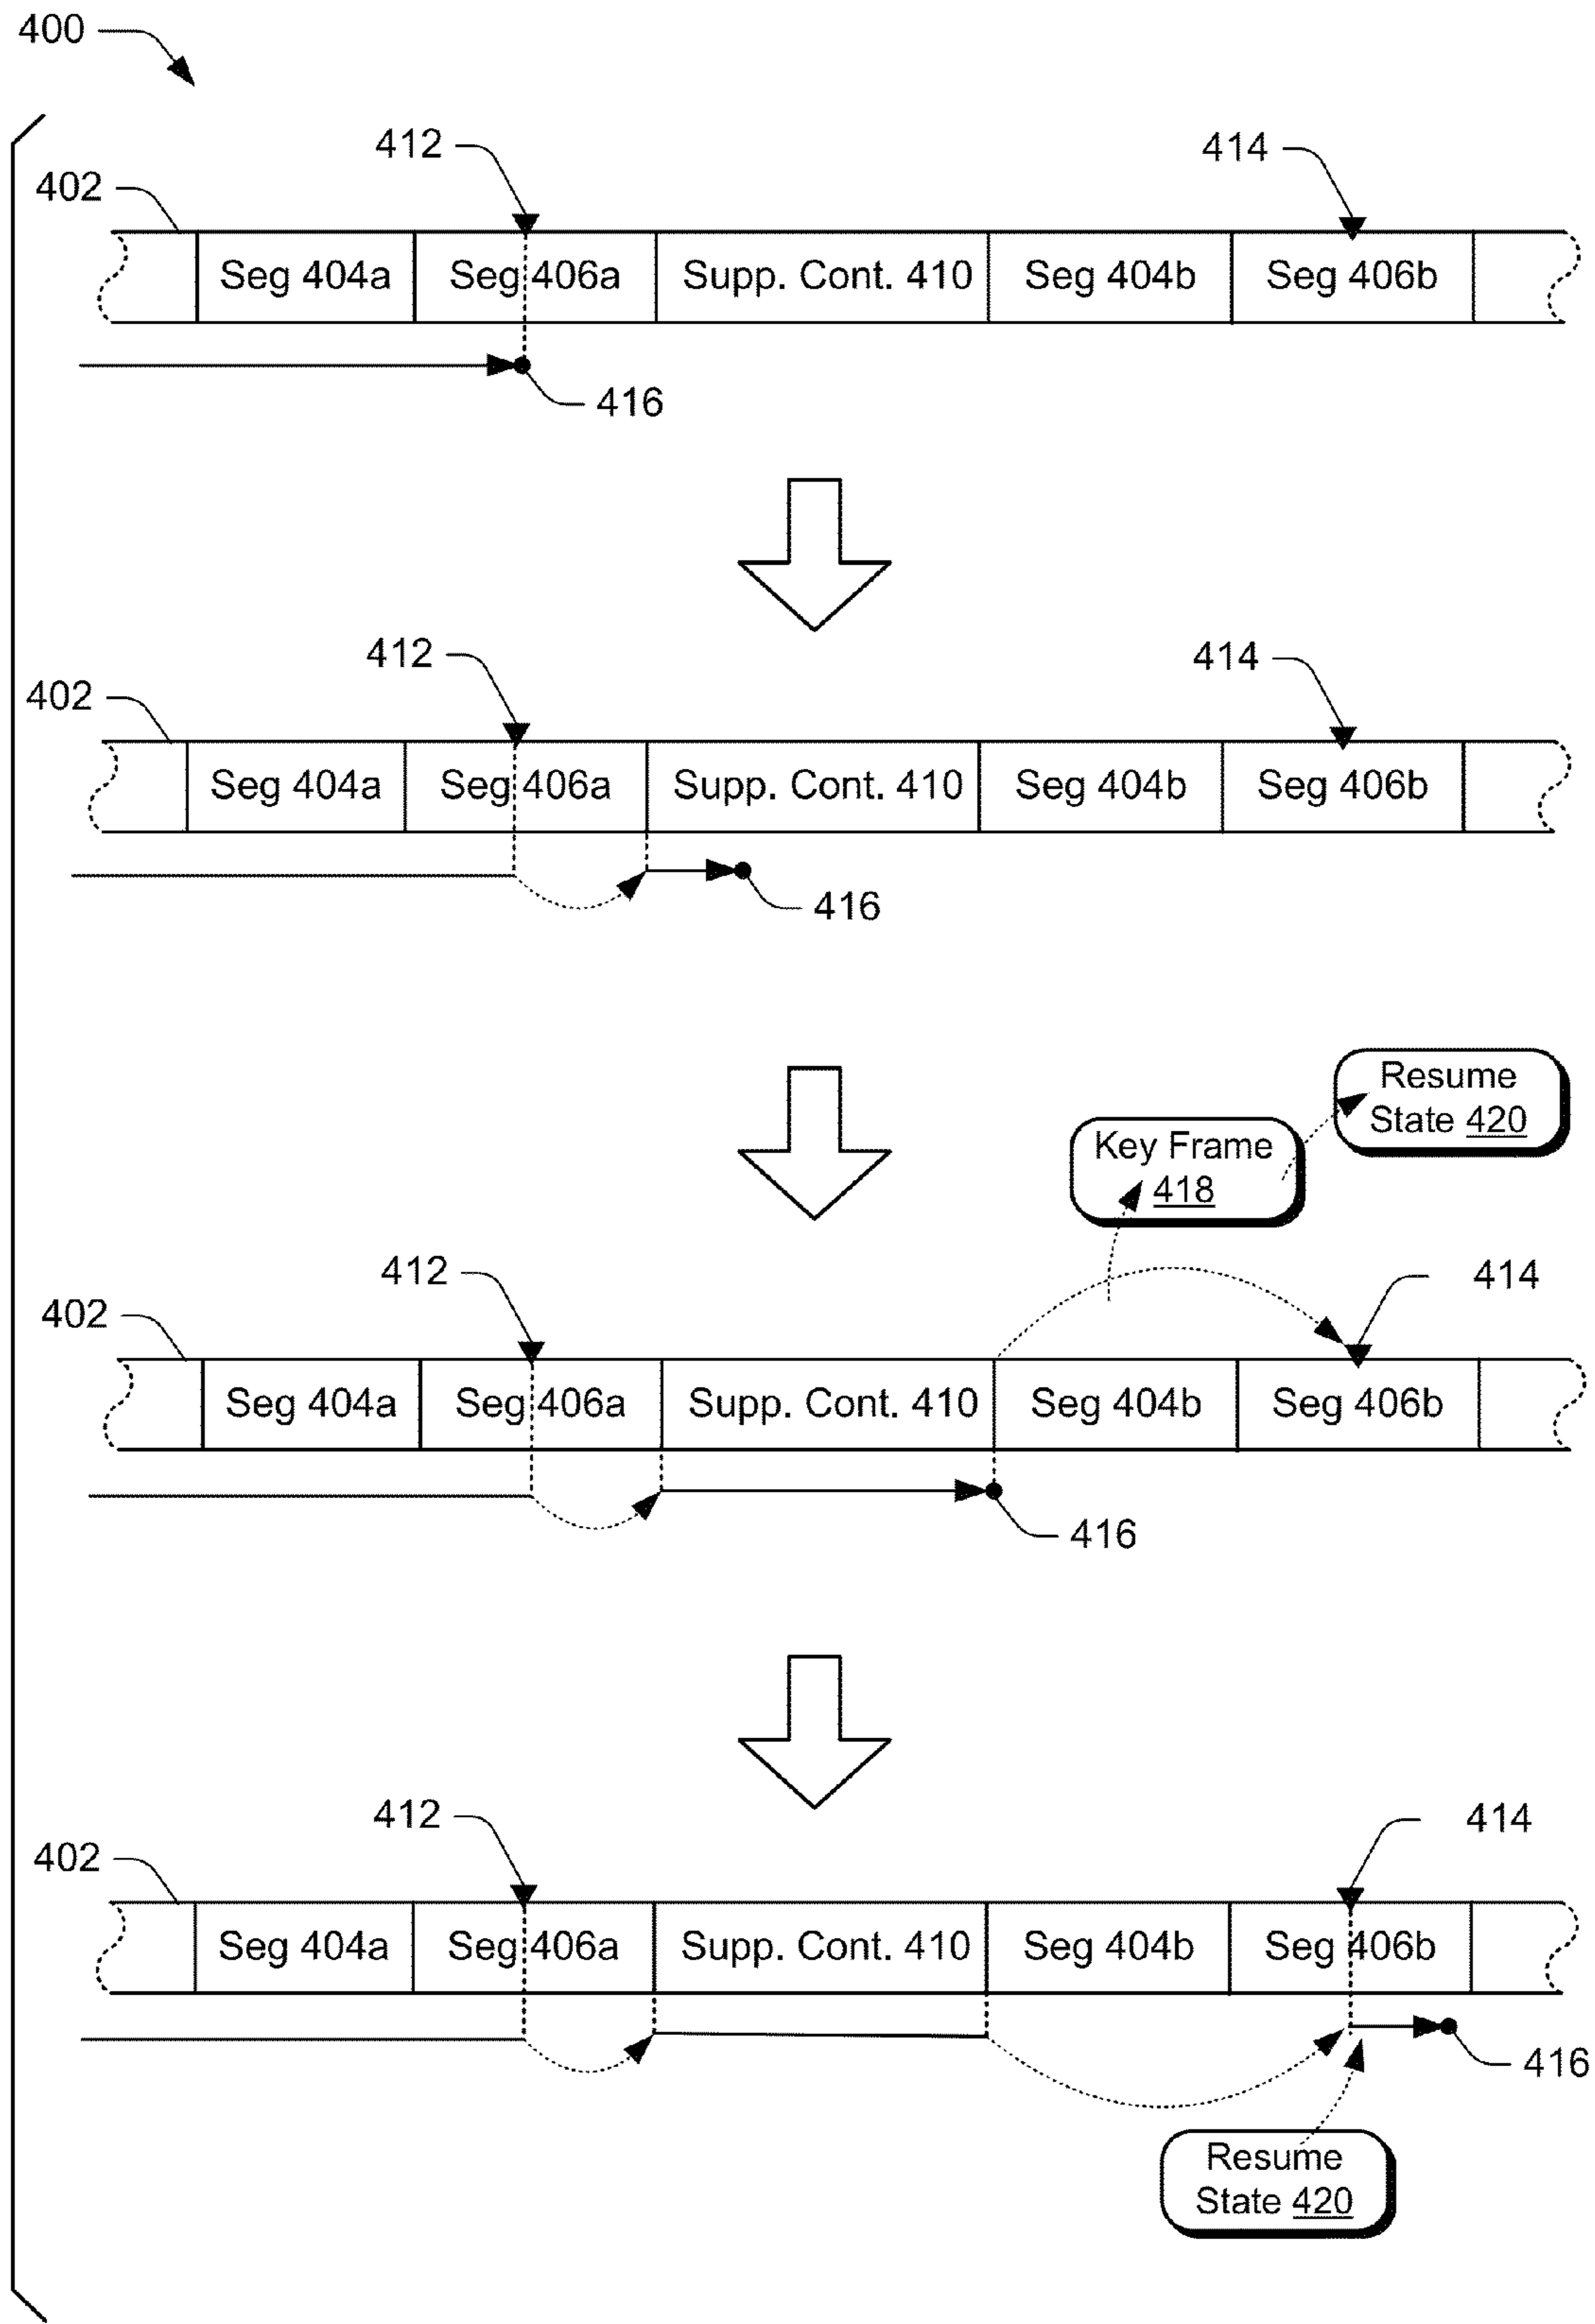 400
412
414
402
Seg 404a
Seg 406a
Supp. Cont. 410
Seg 404b
Seg 406b
416
412
414
402
Seg 404a
Seg 406a
Supp. Cont. 410
Seg 404b
Seg 406b
416
Resume
State 420
Key Frame
418
412
414
402
Seg 404a
Seg 406a
Supp. Cont. 410
Seg 404b
Seg 406b
416
412
414
402
Seg 404a
Seg 406a
Supp. Cont. 410
Seg 404b
Seg 406b
416
Resume
State 420